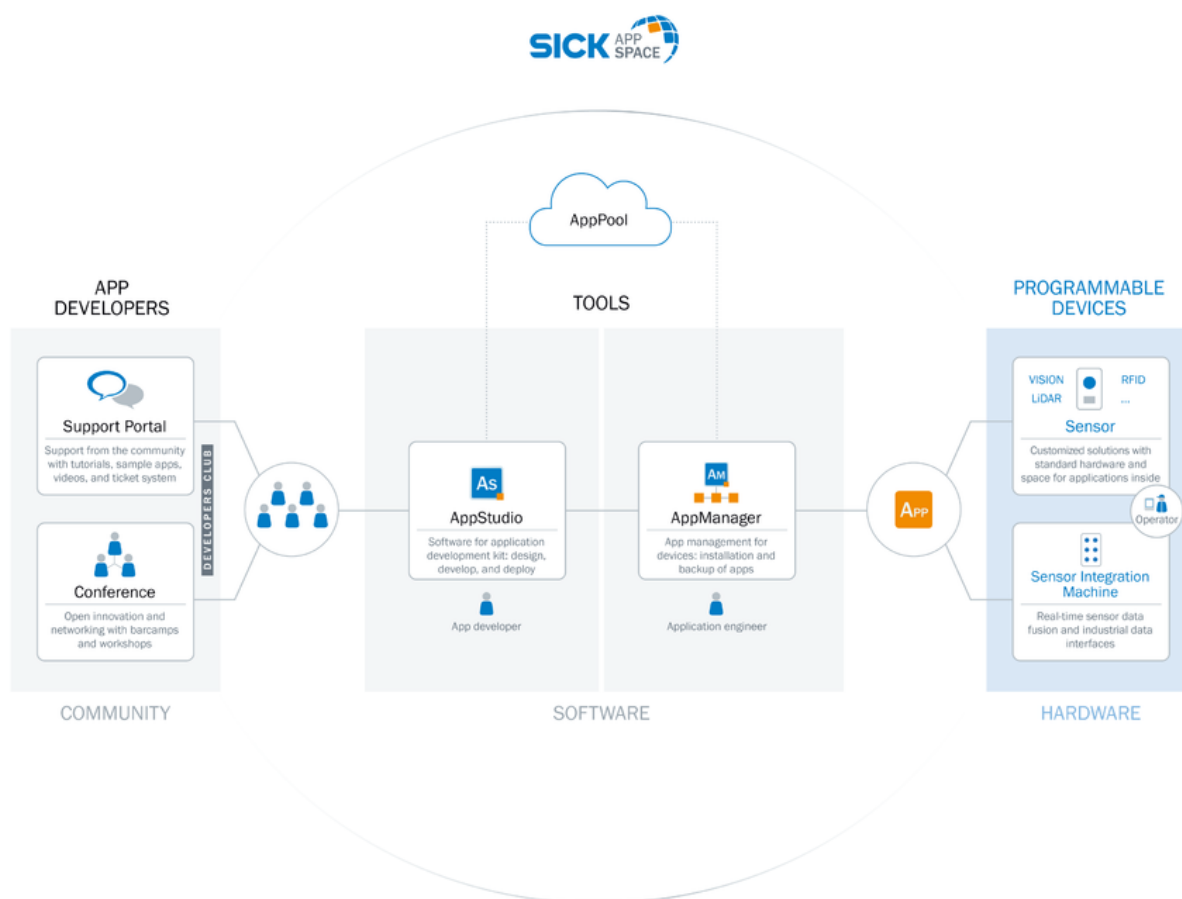 SICK APP SPACE
AppPool
APP
DEVELOPERS
TOOLS
PROGRAMMABLE
DEVICES
Support Portal
Support from the community
with tutorials, sample apps,
videos, and ticket system
Conference
Open innovation and
networking with barcamps
and workshops
DEVELOPERS CLUB
As
AppStudio
Software for application
development kit: design,
develop, and deploy
App developer
AM
AppManager
App management for
devices: installation and
backup of apps
Application engineer
APP
VISION
RFID
LiDAR
...
Sensor
Customized solutions with
standard hardware and
space for applications inside
Operator
Sensor Integration
Machine
Real-time sensor data
fusion and industrial data
interfaces
COMMUNITY
SOFTWARE
HARDWARE